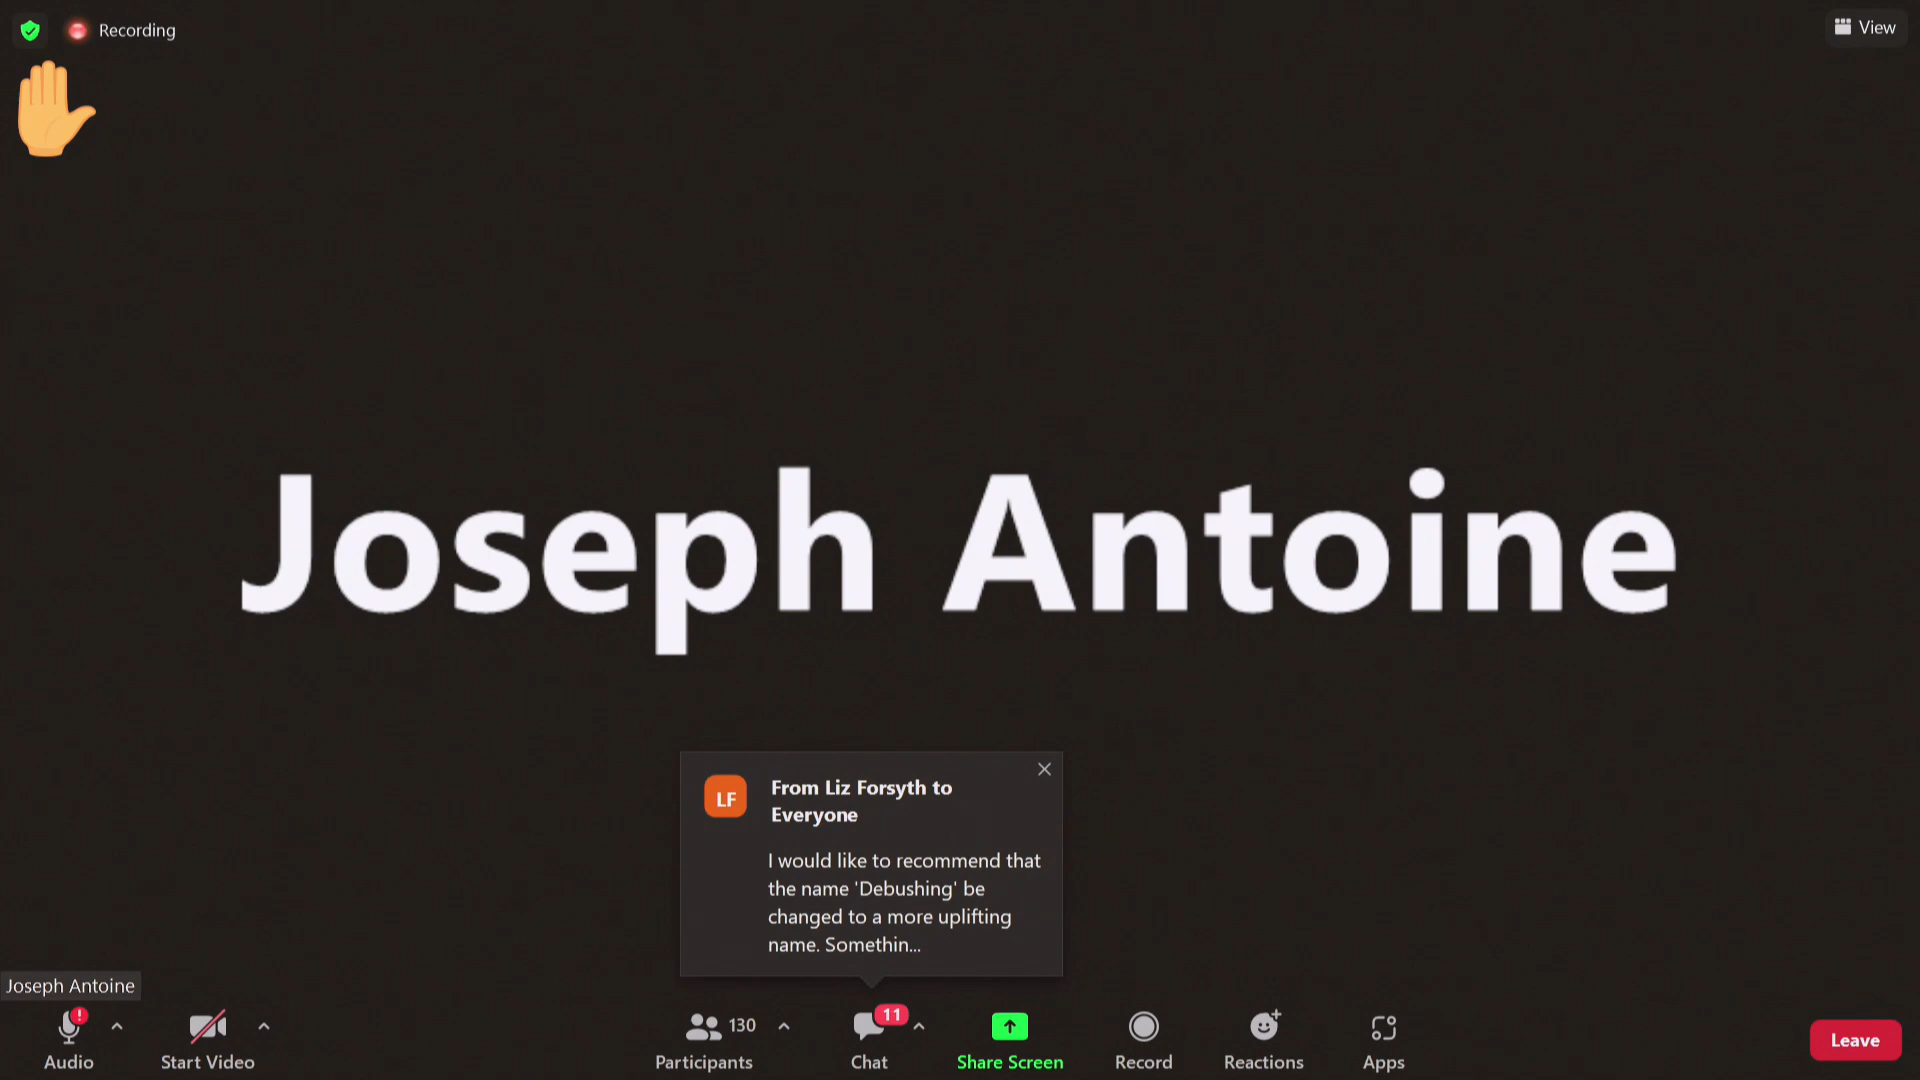 Recording
View
Joseph Antoine
LF
From Liz Forsyth to
Everyone
I would like to recommend that
the name 'Debushing' be
changed to a more uplifting
name. Somethin...
Joseph Antoine
Audio
Start Video
130
Participants
11
Chat
Share Screen
Record
Reactions
Apps
Leave